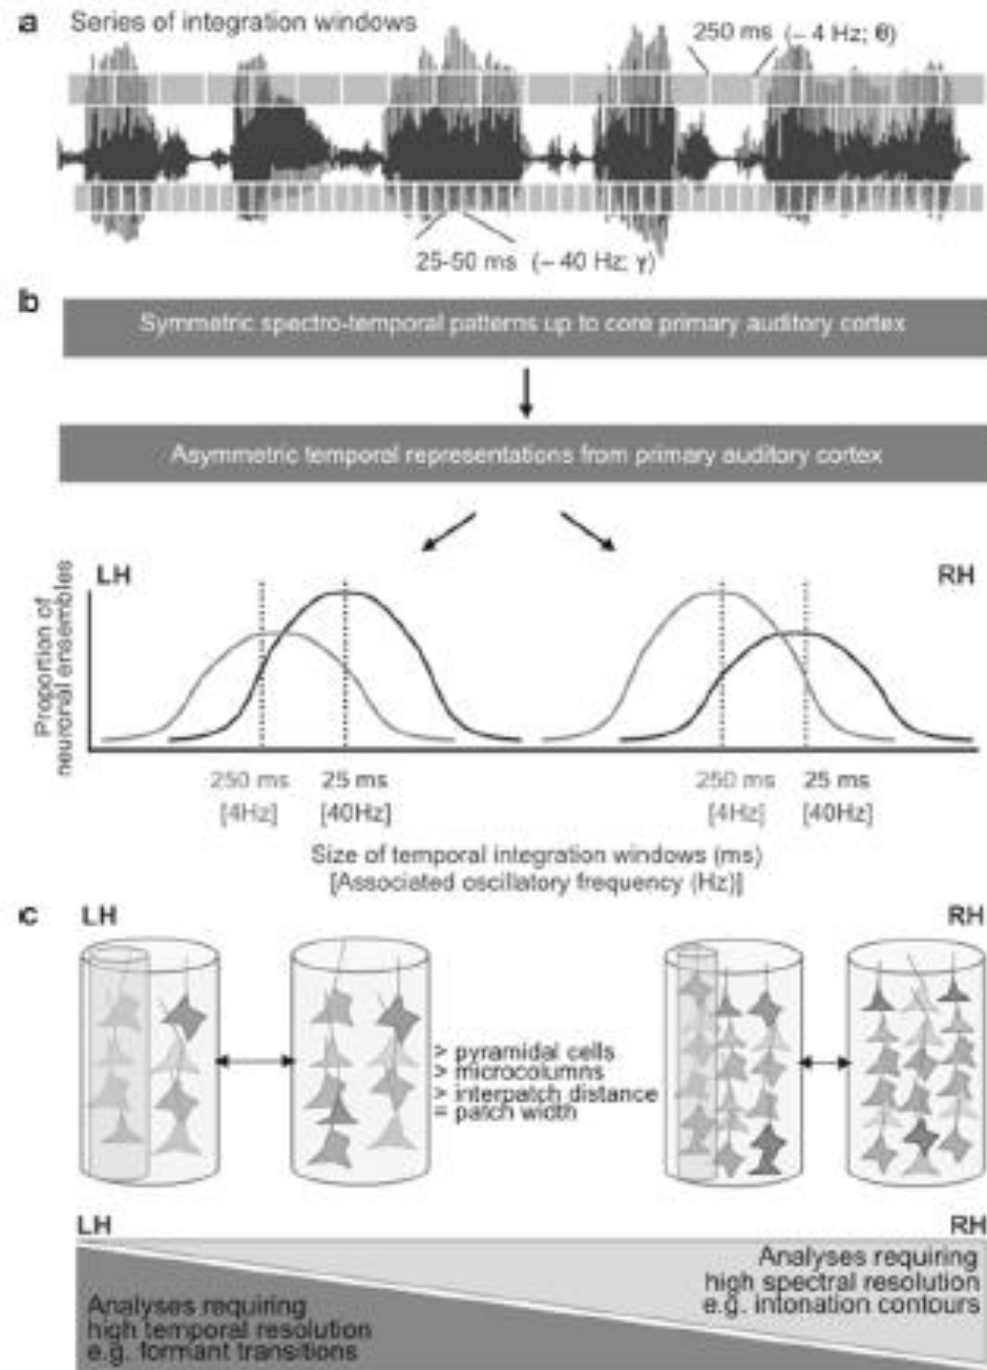 a Series of integration windows
250 ms (~ 4 Hz; θ)
25-50 ms (~ 40 Hz; γ)
b
Symmetric spectro-temporal patterns up to core primary auditory cortex
Asymmetric temporal representations from primary auditory cortex
LH
RH
Proportion of
neuronal ensembles
250 ms 25 ms 250 ms 25 ms
[4Hz] [40Hz] [4Hz] [40Hz]
Size of temporal integration windows (ms)
[Associated oscillatory frequency (Hz)]
c LH RH
> pyramidal cells
> microcolumns
> interpatch distance
= patch width
LH RH
Analyses requiring
high spectral resolution
e.g. intonation contours
Analyses requiring
high temporal resolution
e.g. formant transitions